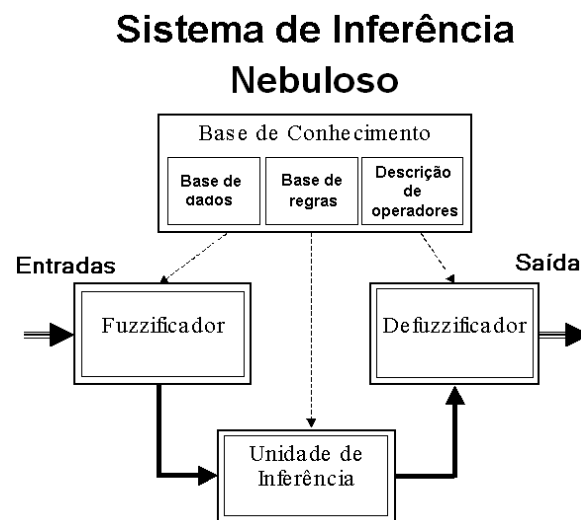 Sistema de Inferência
Nebuloso
Base de Conhecimento
Base de
dados
Base de
regras
Descrição
de
operadores
Entradas
Saída
Fuzzificador
Defuzzificador
Unidade de
Inferência